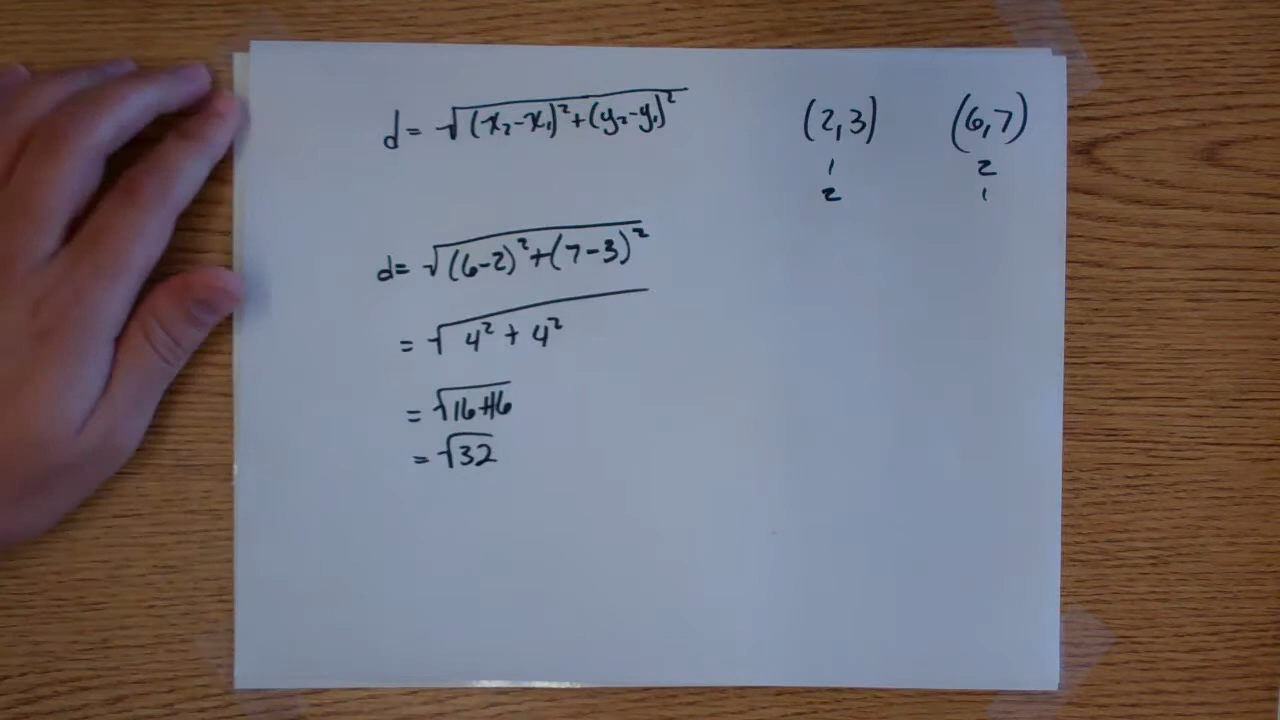 d = √(x₂-x₁)²+(y₂-y₁)²
(2,3) (6,7)
1 2
2 1
d= √(6-2)²+(7-3)²
= √4² + 4²
= √16+16
= √32